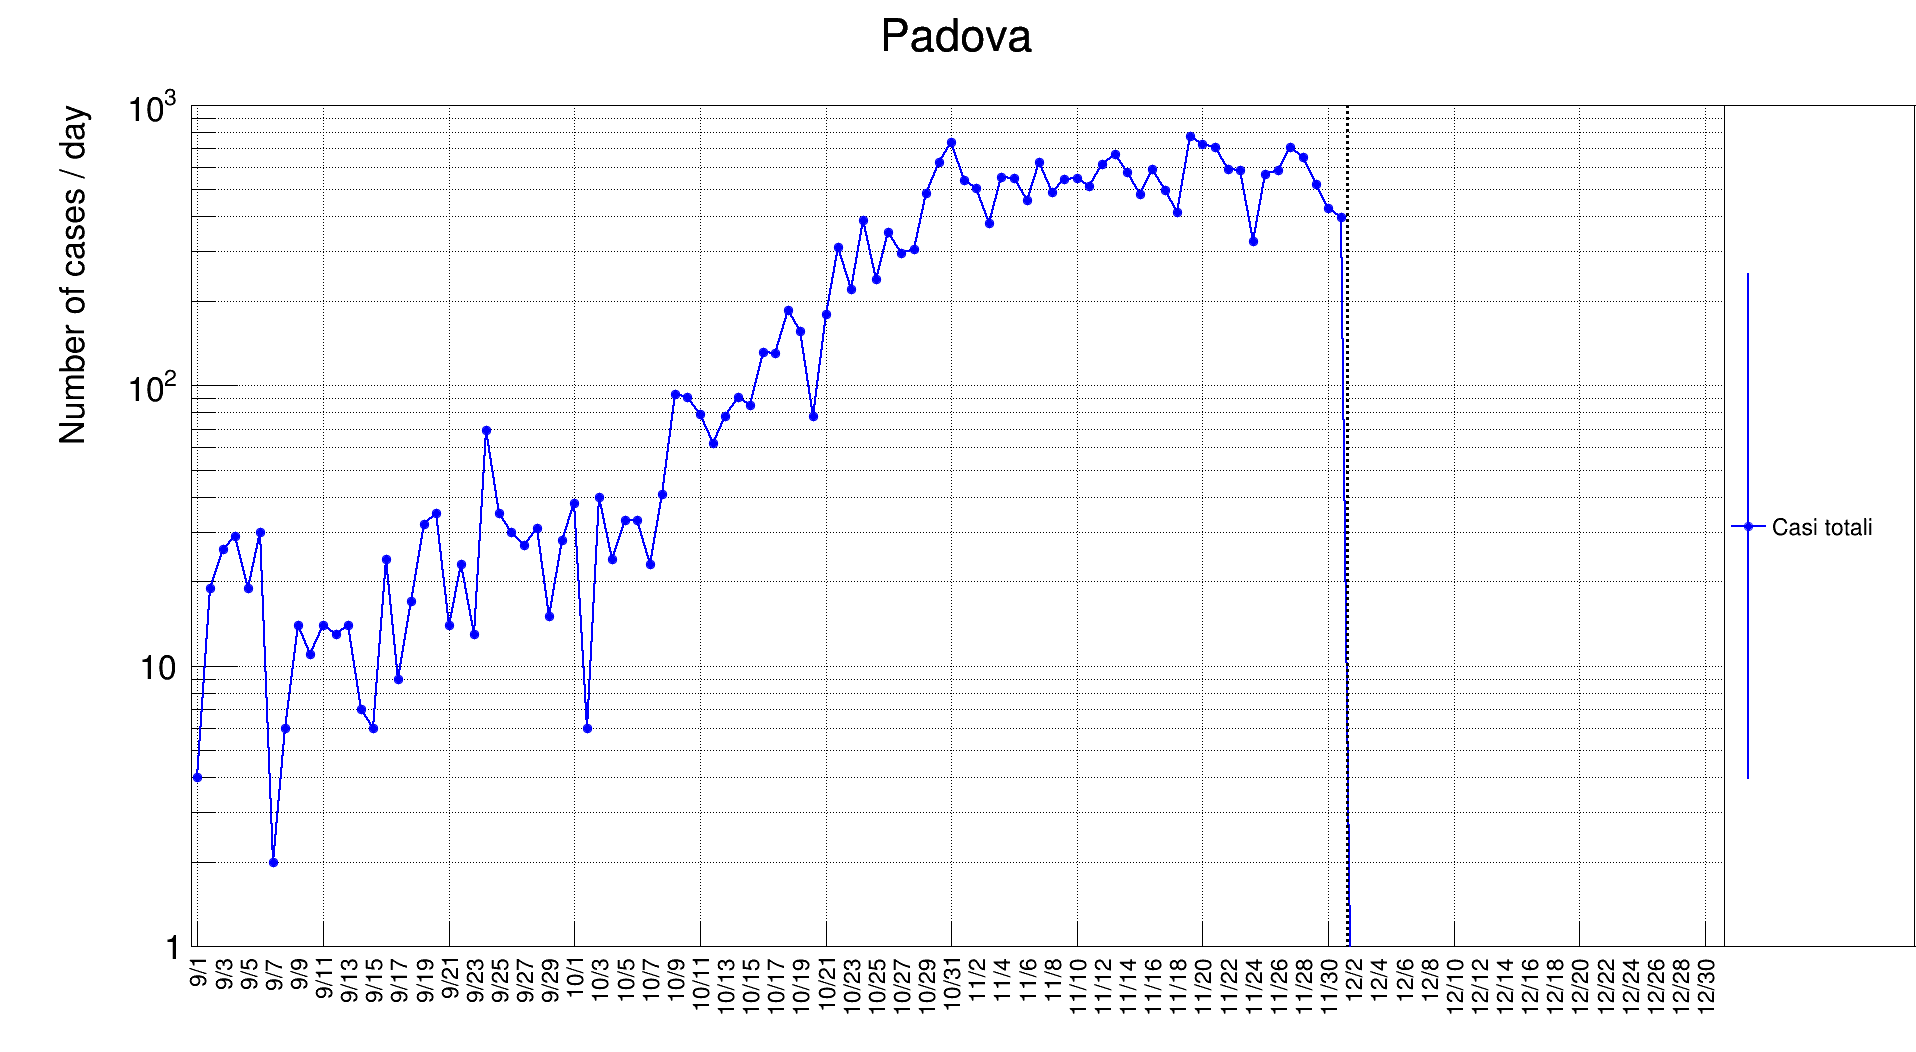 Padova
Number of cases / day
10³
10²
10
1
9/1 9/3 9/5 9/7 9/9 9/11 9/13 9/15 9/17 9/19 9/21 9/23 9/25 9/27 9/29 10/1 10/3 10/5 10/7 10/9 10/11 10/13 10/15 10/17 10/19 10/21 10/23 10/25 10/27 10/29 10/31 11/2 11/4 11/6 11/8 11/10 11/12 11/14 11/16 11/18 11/20 11/22 11/24 11/26 11/28 11/30 12/2 12/4 12/6 12/8 12/10 12/12 12/14 12/16 12/18 12/20 12/22 12/24 12/26 12/28 12/30
Casi totali